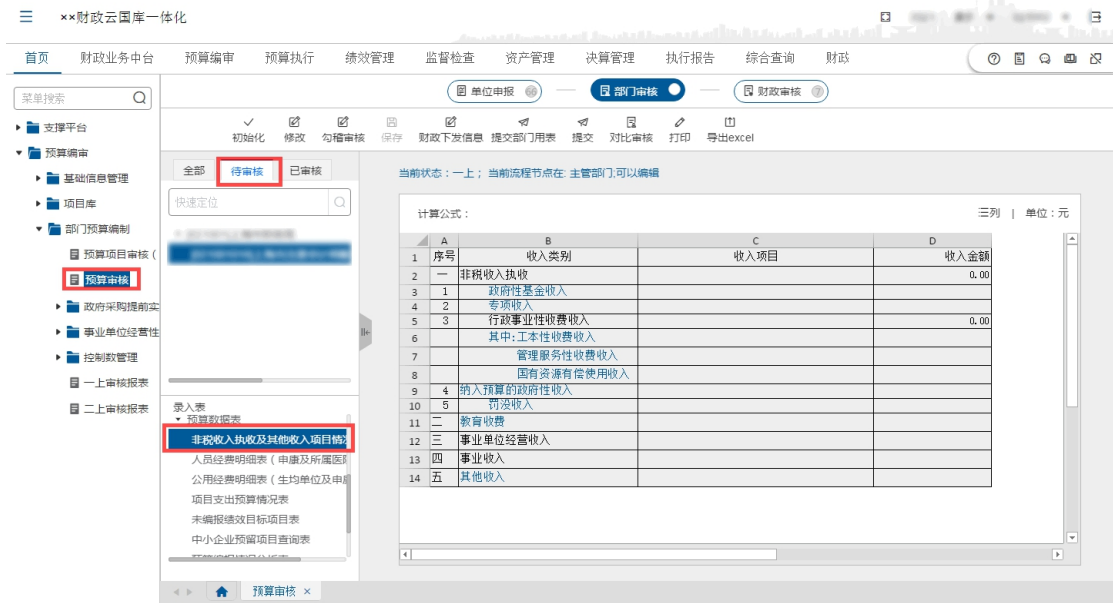 ××财政云国库一体化
首页 财政业务中台 预算编审 预算执行 绩效管理 监督检查 资产管理 决算管理 执行报告 综合查询 财政
菜单搜索
支撑平台
预算编审
基础信息管理
项目库
部门预算编制
预算项目审核（
预算审核
政府采购提前实
事业单位经营性
控制数管理
一上审核报表
二上审核报表
单位申报 66 部门审核 财政审核 7
初始化 修改 勾稽审核 保存 财政下发信息 提交部门用表 提交 对比审核 打印 导出excel
全部 待审核 已审核
快速定位
录入表
预算数据表
非税收入执收及其他收入项目情况
人员经费明细表（申康及所属医院
公用经费明细表（生均单位及申康
项目支出预算情况表
未编报绩效目标项目表
中小企业预留项目查询表
当前状态：一上； 当前流程节点在: 主管部门;可以编辑
计算公式：
三列 | 单位：元
A B C D
1 序号 收入类别 收入项目 收入金额
2 一 非税收入执收 0.00
3 1 政府性基金收入
4 2 专项收入
5 3 行政事业性收费收入 0.00
6 其中:工本性收费收入
7 管理服务性收费收入
8 国有资源有偿使用收入
9 4 纳入预算的政府性收入
10 5 罚没收入
11 二 教育收费
12 三 事业单位经营收入
13 四 事业收入
14 五 其他收入
预算审核 ×